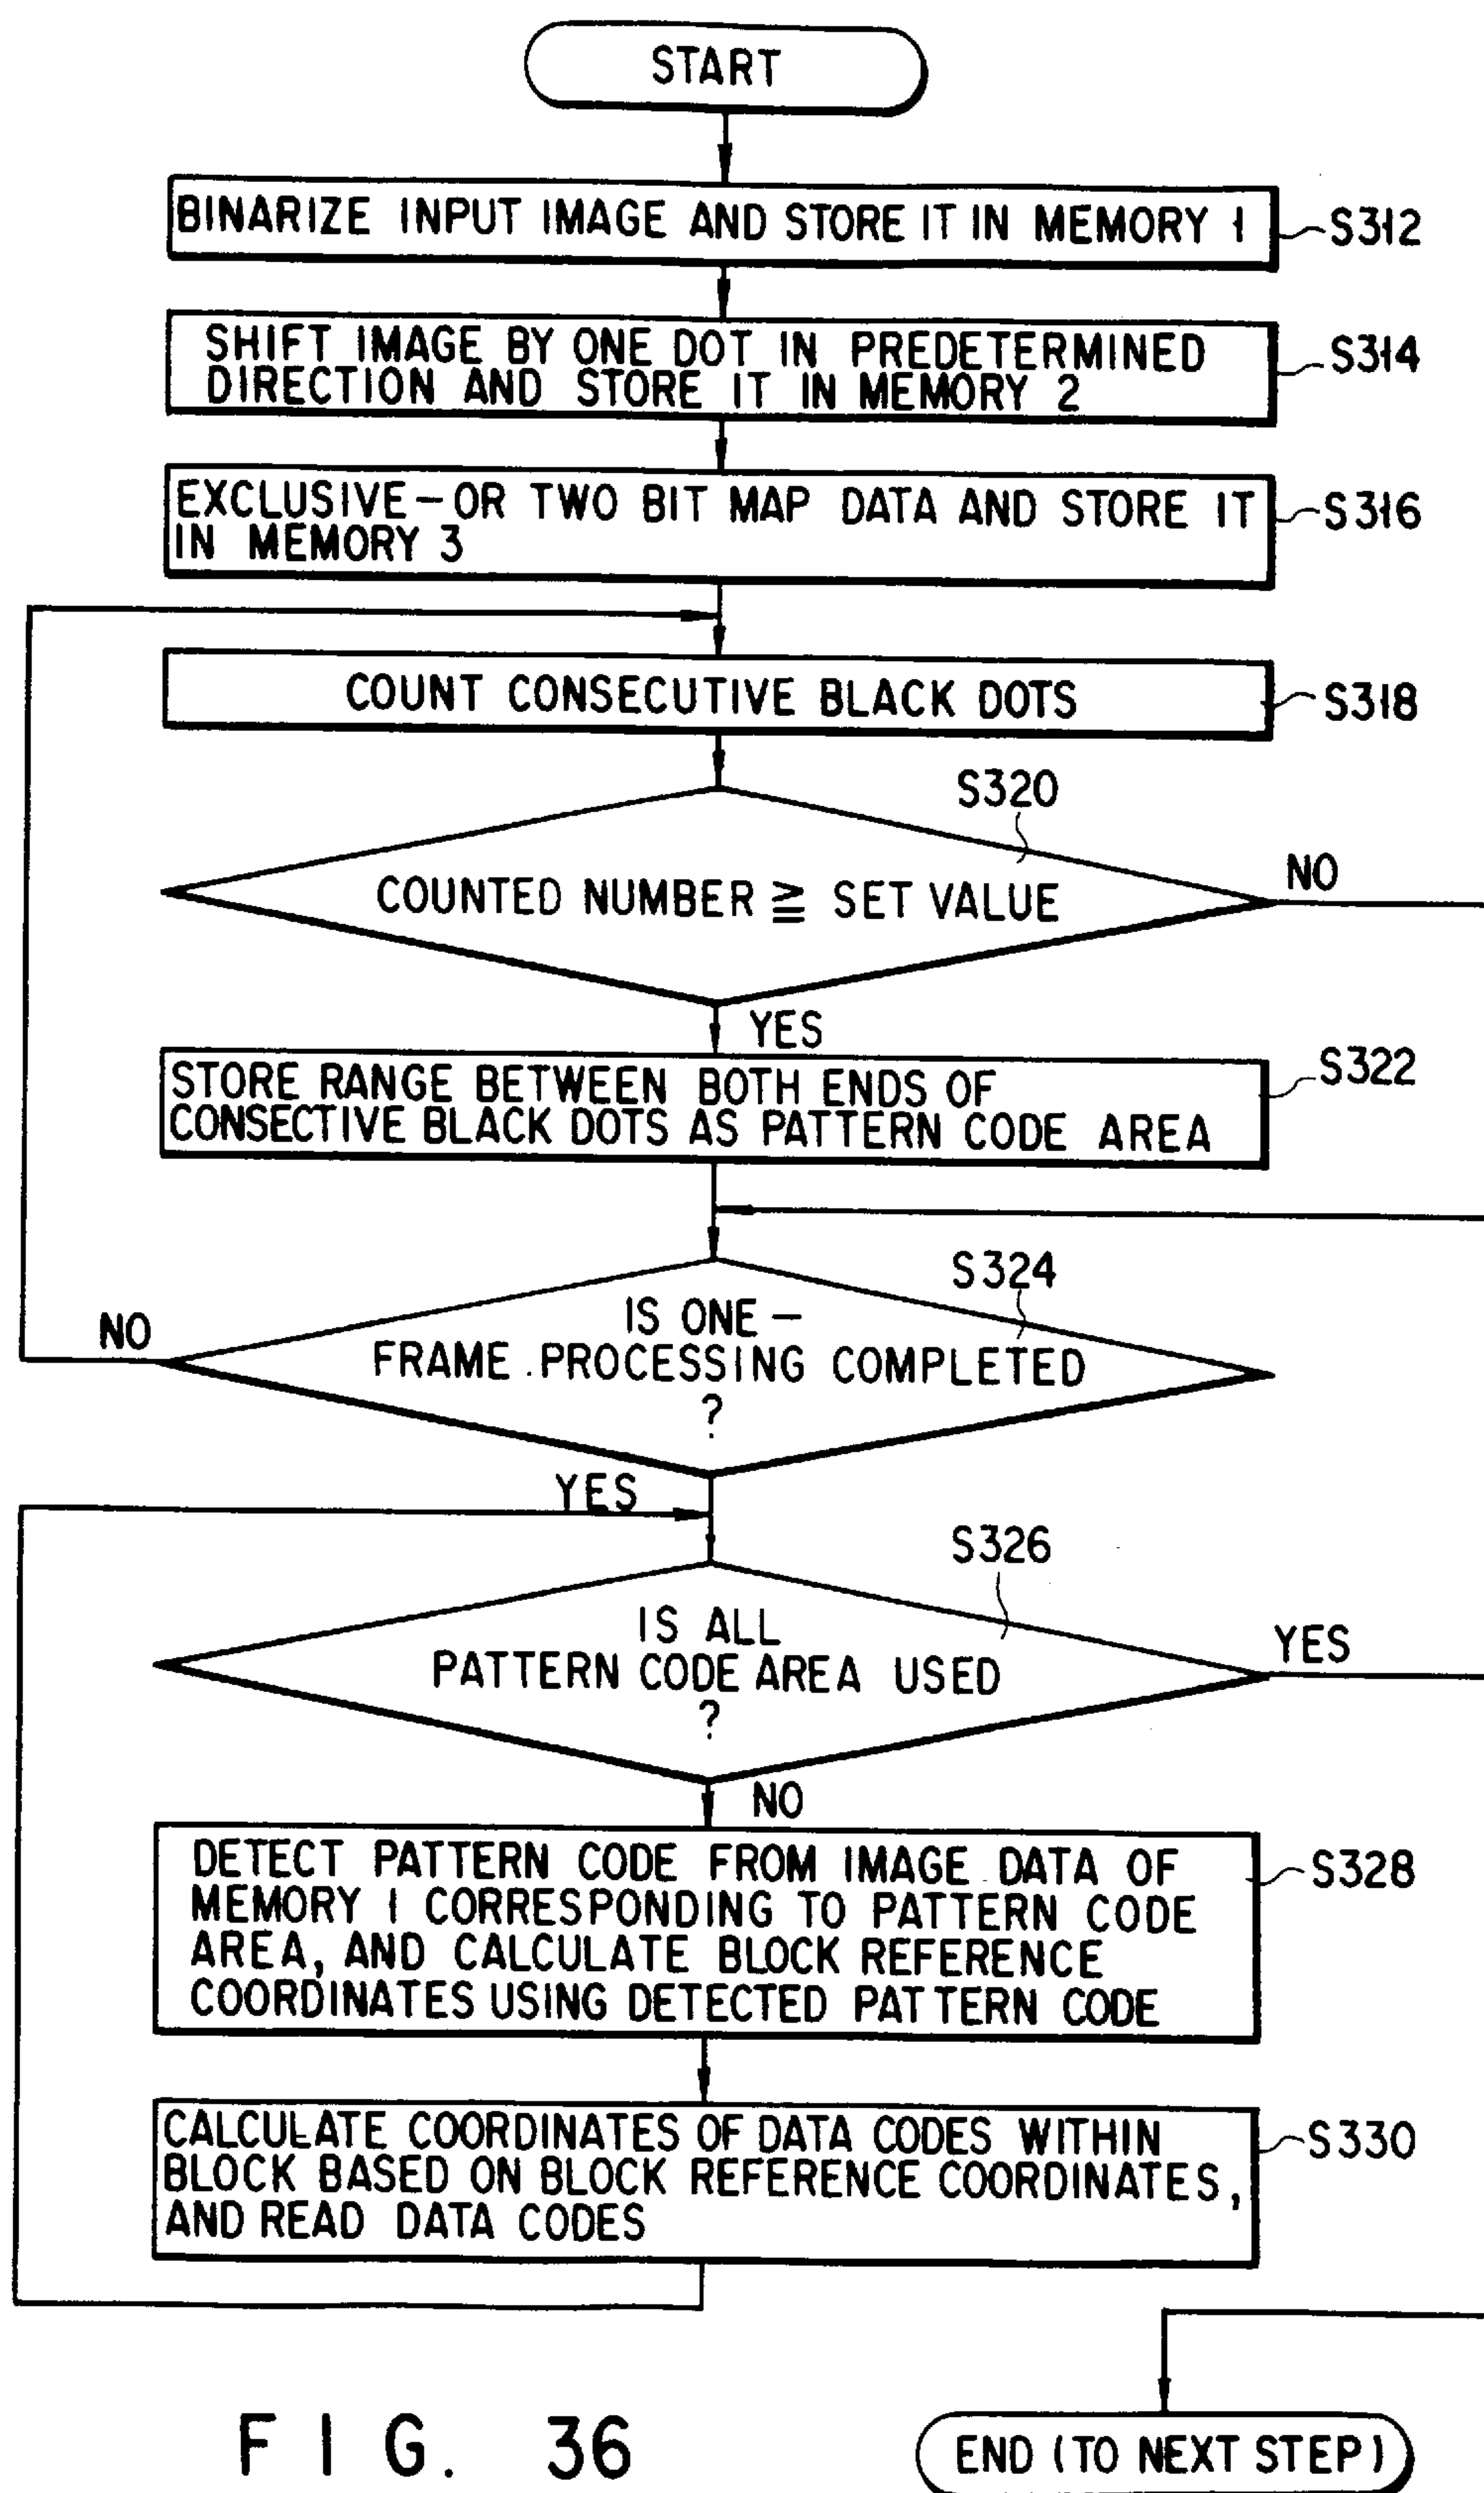 START
BINARIZE INPUT IMAGE AND STORE IT IN MEMORY 1
S312
SHIFT IMAGE BY ONE DOT IN PREDETERMINED
DIRECTION AND STORE IT IN MEMORY 2
S314
EXCLUSIVE-OR TWO BIT MAP DATA AND STORE IT
IN MEMORY 3
S316
COUNT CONSECUTIVE BLACK DOTS
S318
S320
COUNTED NUMBER ≧ SET VALUE
NO
YES
STORE RANGE BETWEEN BOTH ENDS OF
CONSECTIVE BLACK DOTS AS PATTERN CODE AREA
S322
S324
IS ONE-
FRAME PROCESSING COMPLETED
?
NO
YES
S326
IS ALL
PATTERN CODE AREA USED
?
YES
NO
DETECT PATTERN CODE FROM IMAGE DATA OF
MEMORY 1 CORRESPONDING TO PATTERN CODE
AREA, AND CALCULATE BLOCK REFERENCE
COORDINATES USING DETECTED PATTERN CODE
S328
CALCULATE COORDINATES OF DATA CODES WITHIN
BLOCK BASED ON BLOCK REFERENCE COORDINATES,
AND READ DATA CODES
S330
END (TO NEXT STEP)
FIG. 36